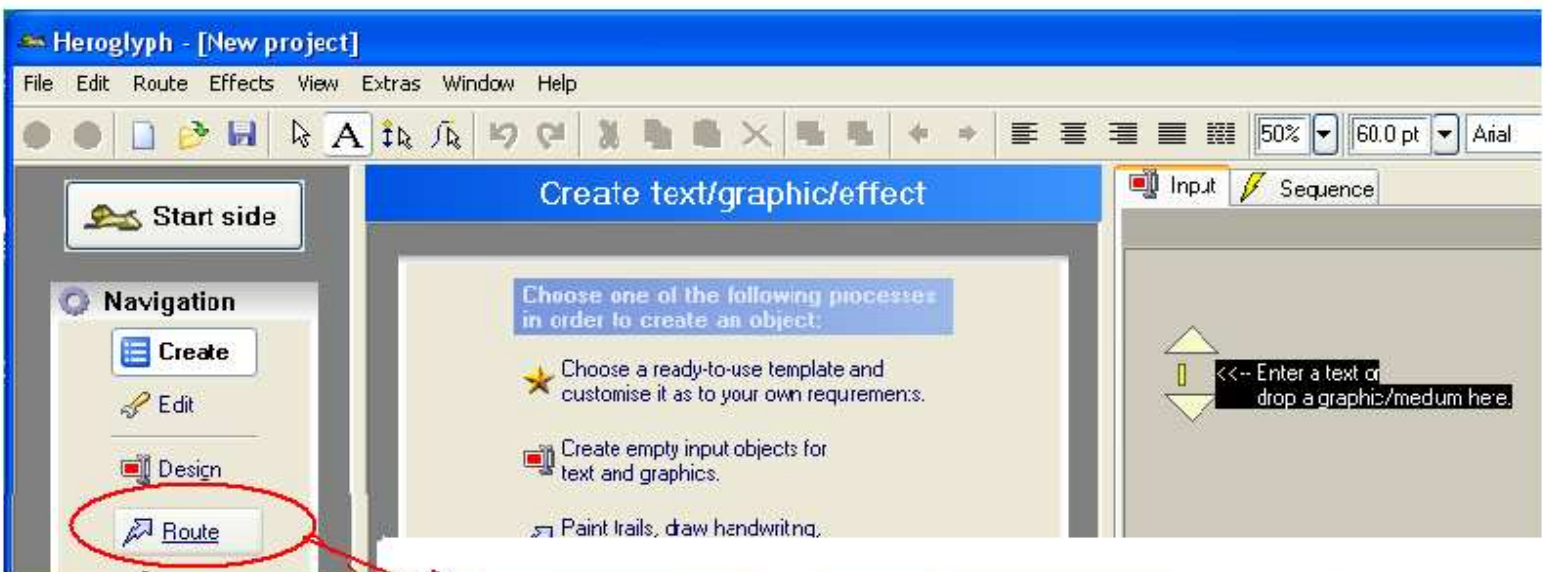 Heroglyph - [New project]
File Edit Route Effects View Extras Window Help
A 50% 60.0 pt Arial
Start side
Create text/graphic/effect
Input Sequence
Navigation
Choose one of the following processes
in order to create an object:
Create
Choose a ready-to-use template and
customise it as to your own requirements.
<<-- Enter a text or
drop a graphic/medium here.
Edit
Create empty input objects for
text and graphics.
Design
Route
Paint trails, draw handwriting,